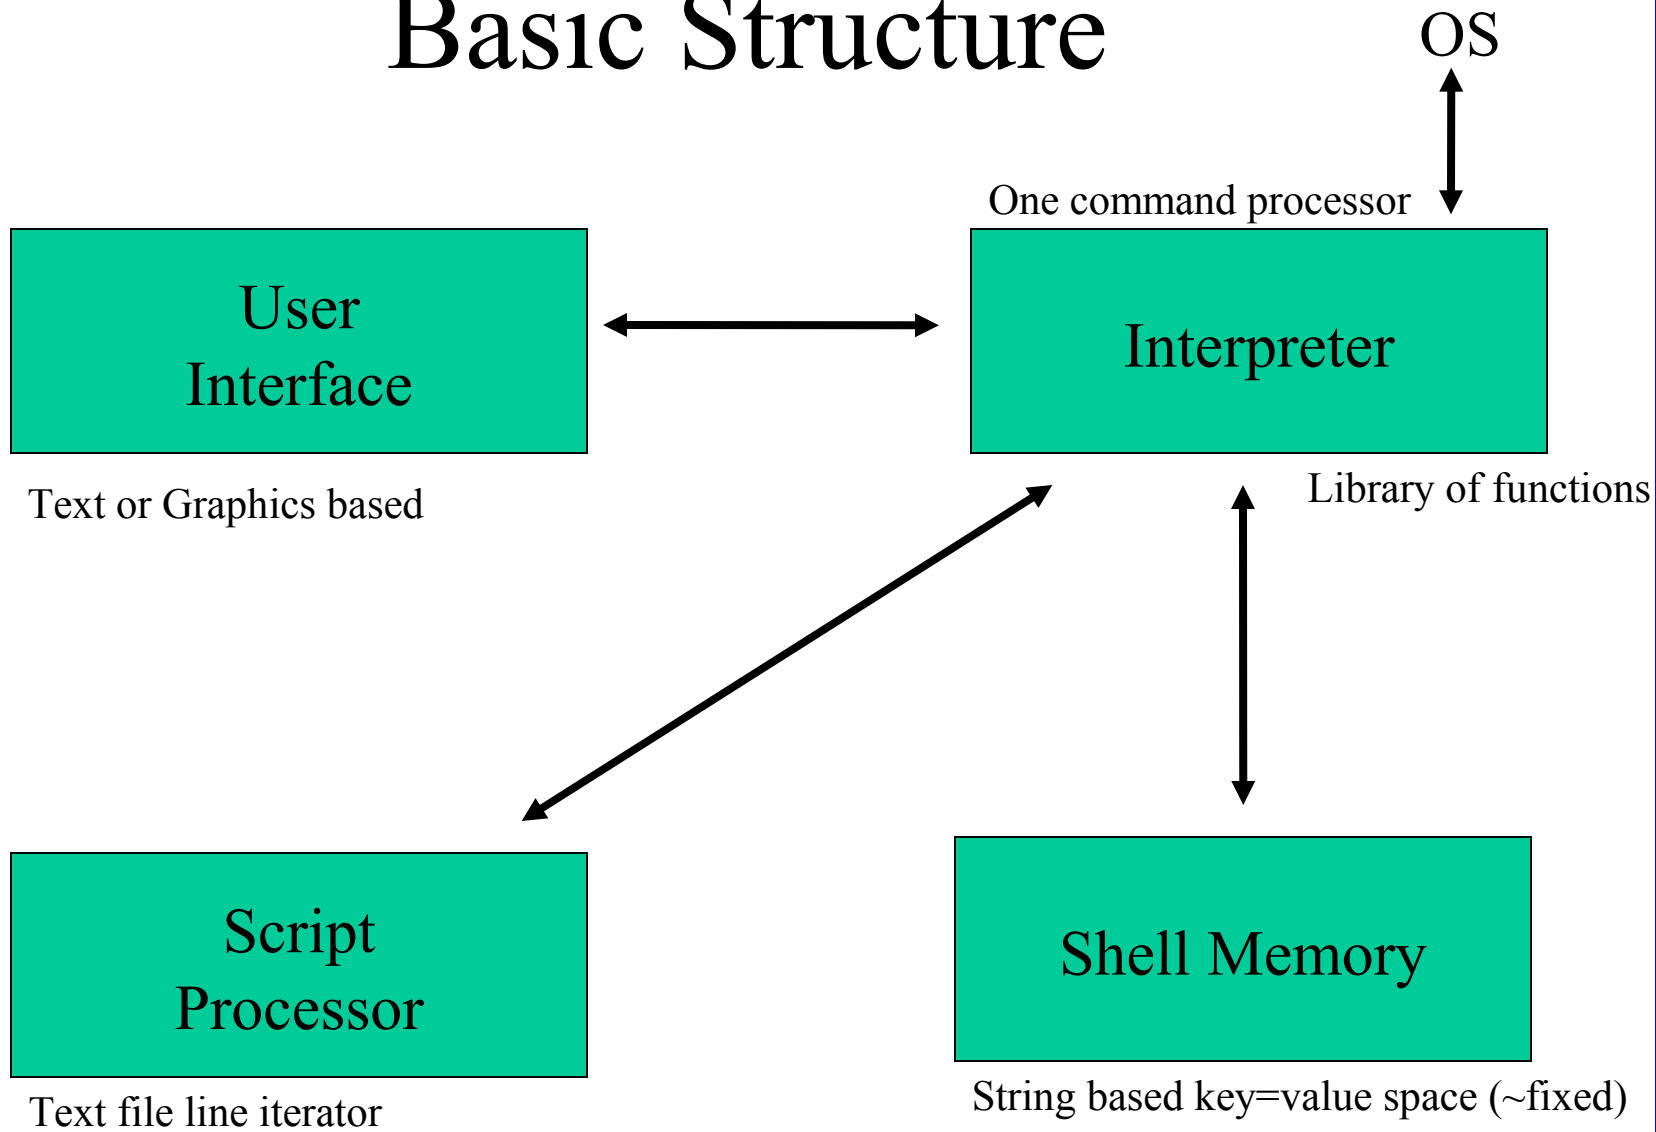 Basic Structure
OS
One command processor
User
Interface
Interpreter
Text or Graphics based
Library of functions
Script
Processor
Shell Memory
Text file line iterator
String based key=value space (~fixed)